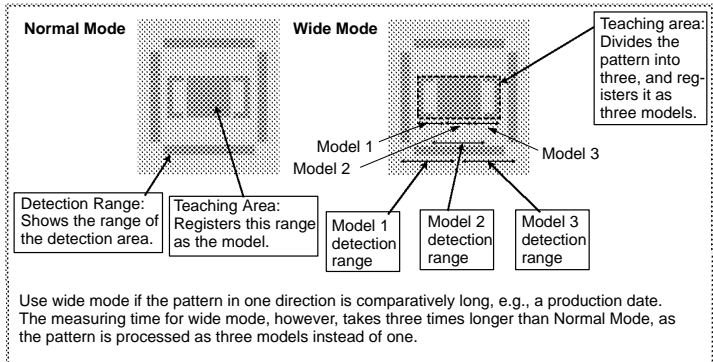 Normal Mode
Wide Mode
Teaching area:
Divides the
pattern into
three, and reg-
isters it as
three models.
Model 1
Model 2
Model 3
Detection Range:
Shows the range of
the detection area.
Teaching Area:
Registers this range
as the model.
Model 1
detection
range
Model 2
detection
range
Model 3
detection
range
Use wide mode if the pattern in one direction is comparatively long, e.g., a production date.
The measuring time for wide mode, however, takes three times longer than Normal Mode, as
the pattern is processed as three models instead of one.